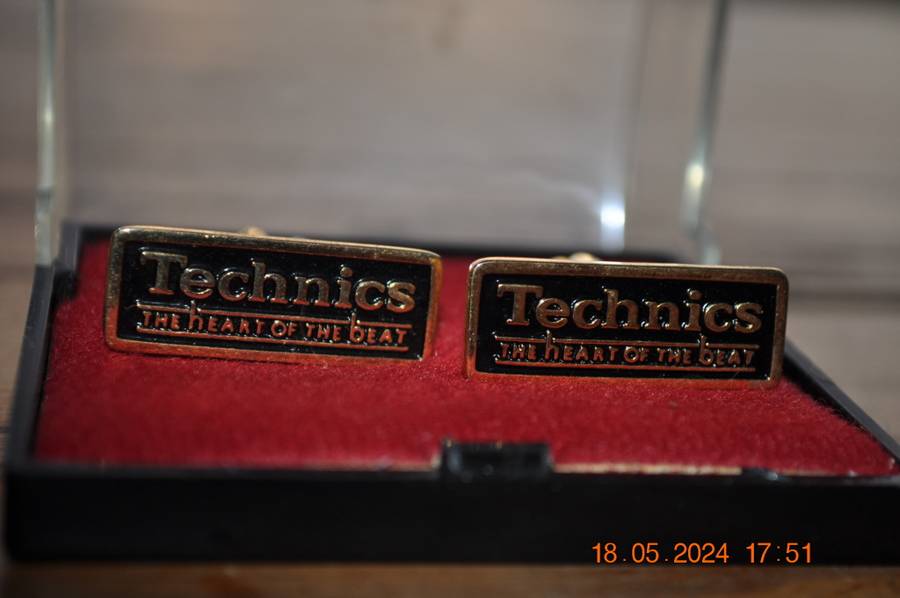 Technics
THE hEART OF THE bEAT
Technics
THE hEART OF THE bEAT
18.05.2024 17:51